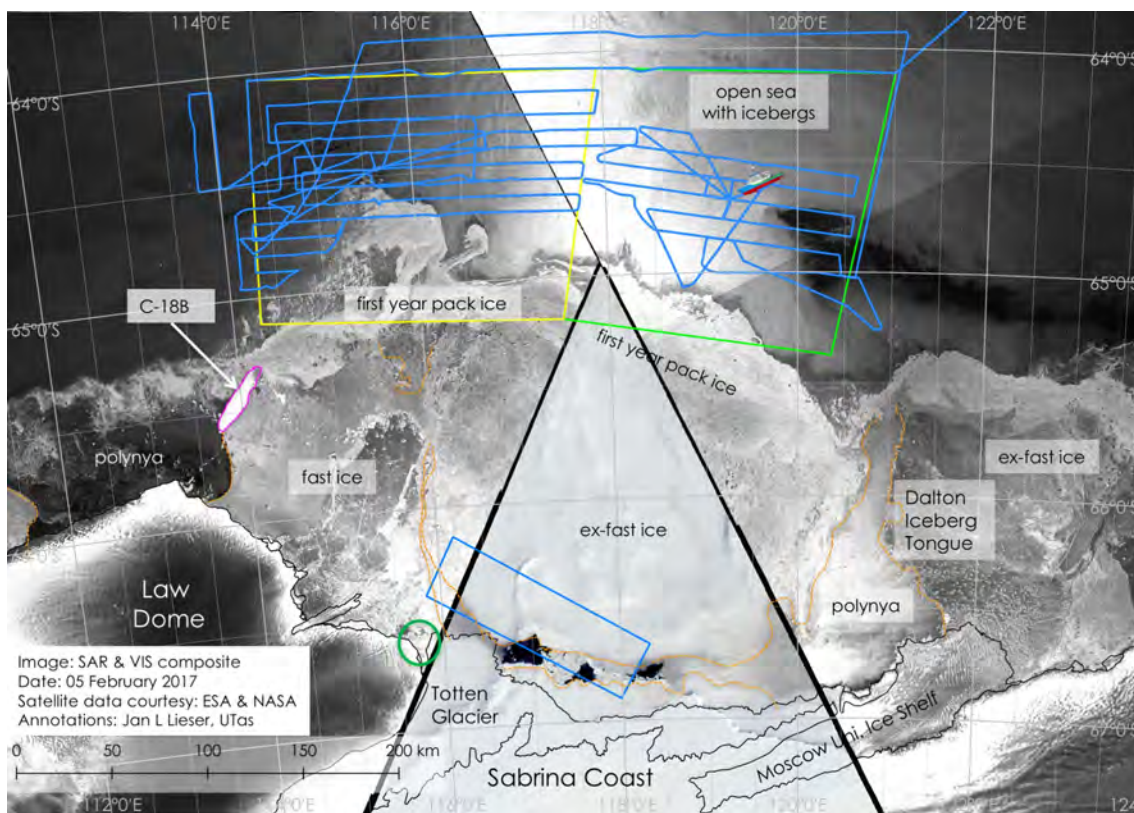 114°0'E
116°0'E
118°0'E
120°0'E
122°0'E
64°0'S
64°0'S
open sea
with icebergs
C-18B
first year pack ice
65°0'S
65°0'S
first year pack ice
polynya
fast ice
ex-fast ice
ex-fast ice
Dalton
Iceberg
Tongue
Law
Dome
polynya
Image: SAR & VIS composite
Date: 05 February 2017
Satellite data courtesy: ESA & NASA
Annotations: Jan L Lieser, UTas
0 50 100 150 200 km
Totten
Glacier
Moscow Uni. Ice Shelf
67°0'S
Sabrina Coast
112°0'E
116°0'E
118°0'E
120°0'E